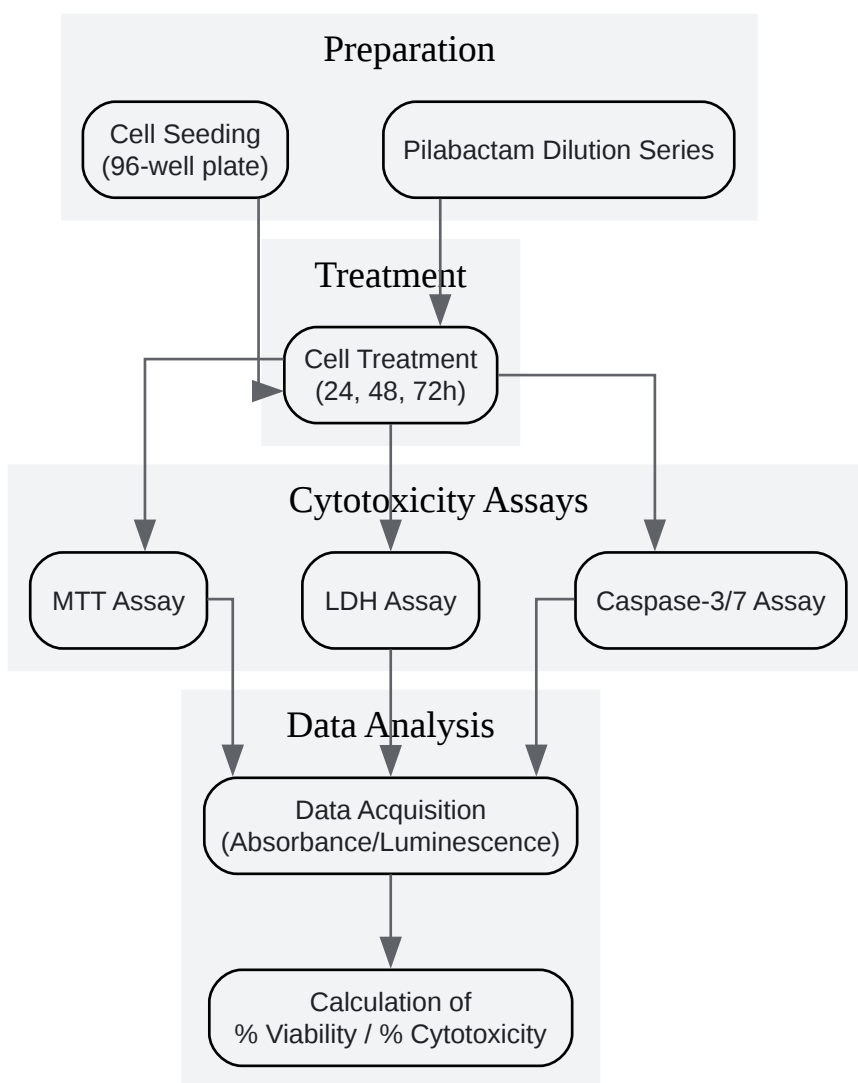 Preparation
Cell Seeding
(96-well plate)
Pilabactam Dilution Series
Treatment
Cell Treatment
(24, 48, 72h)
Cytotoxicity Assays
MTT Assay
LDH Assay
Caspase-3/7 Assay
Data Analysis
Data Acquisition
(Absorbance/Luminescence)
Calculation of
% Viability / % Cytotoxicity